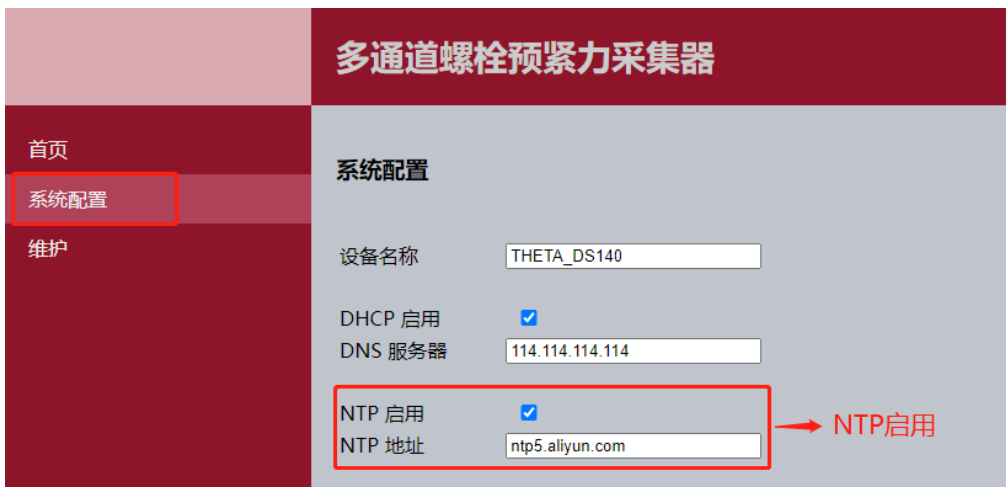 多通道螺栓预紧力采集器
首页
系统配置
维护
系统配置
设备名称 THETA_DS140
DHCP 启用
DNS 服务器 114.114.114.114
NTP 启用
NTP 地址 ntp5.aliyun.com
NTP启用